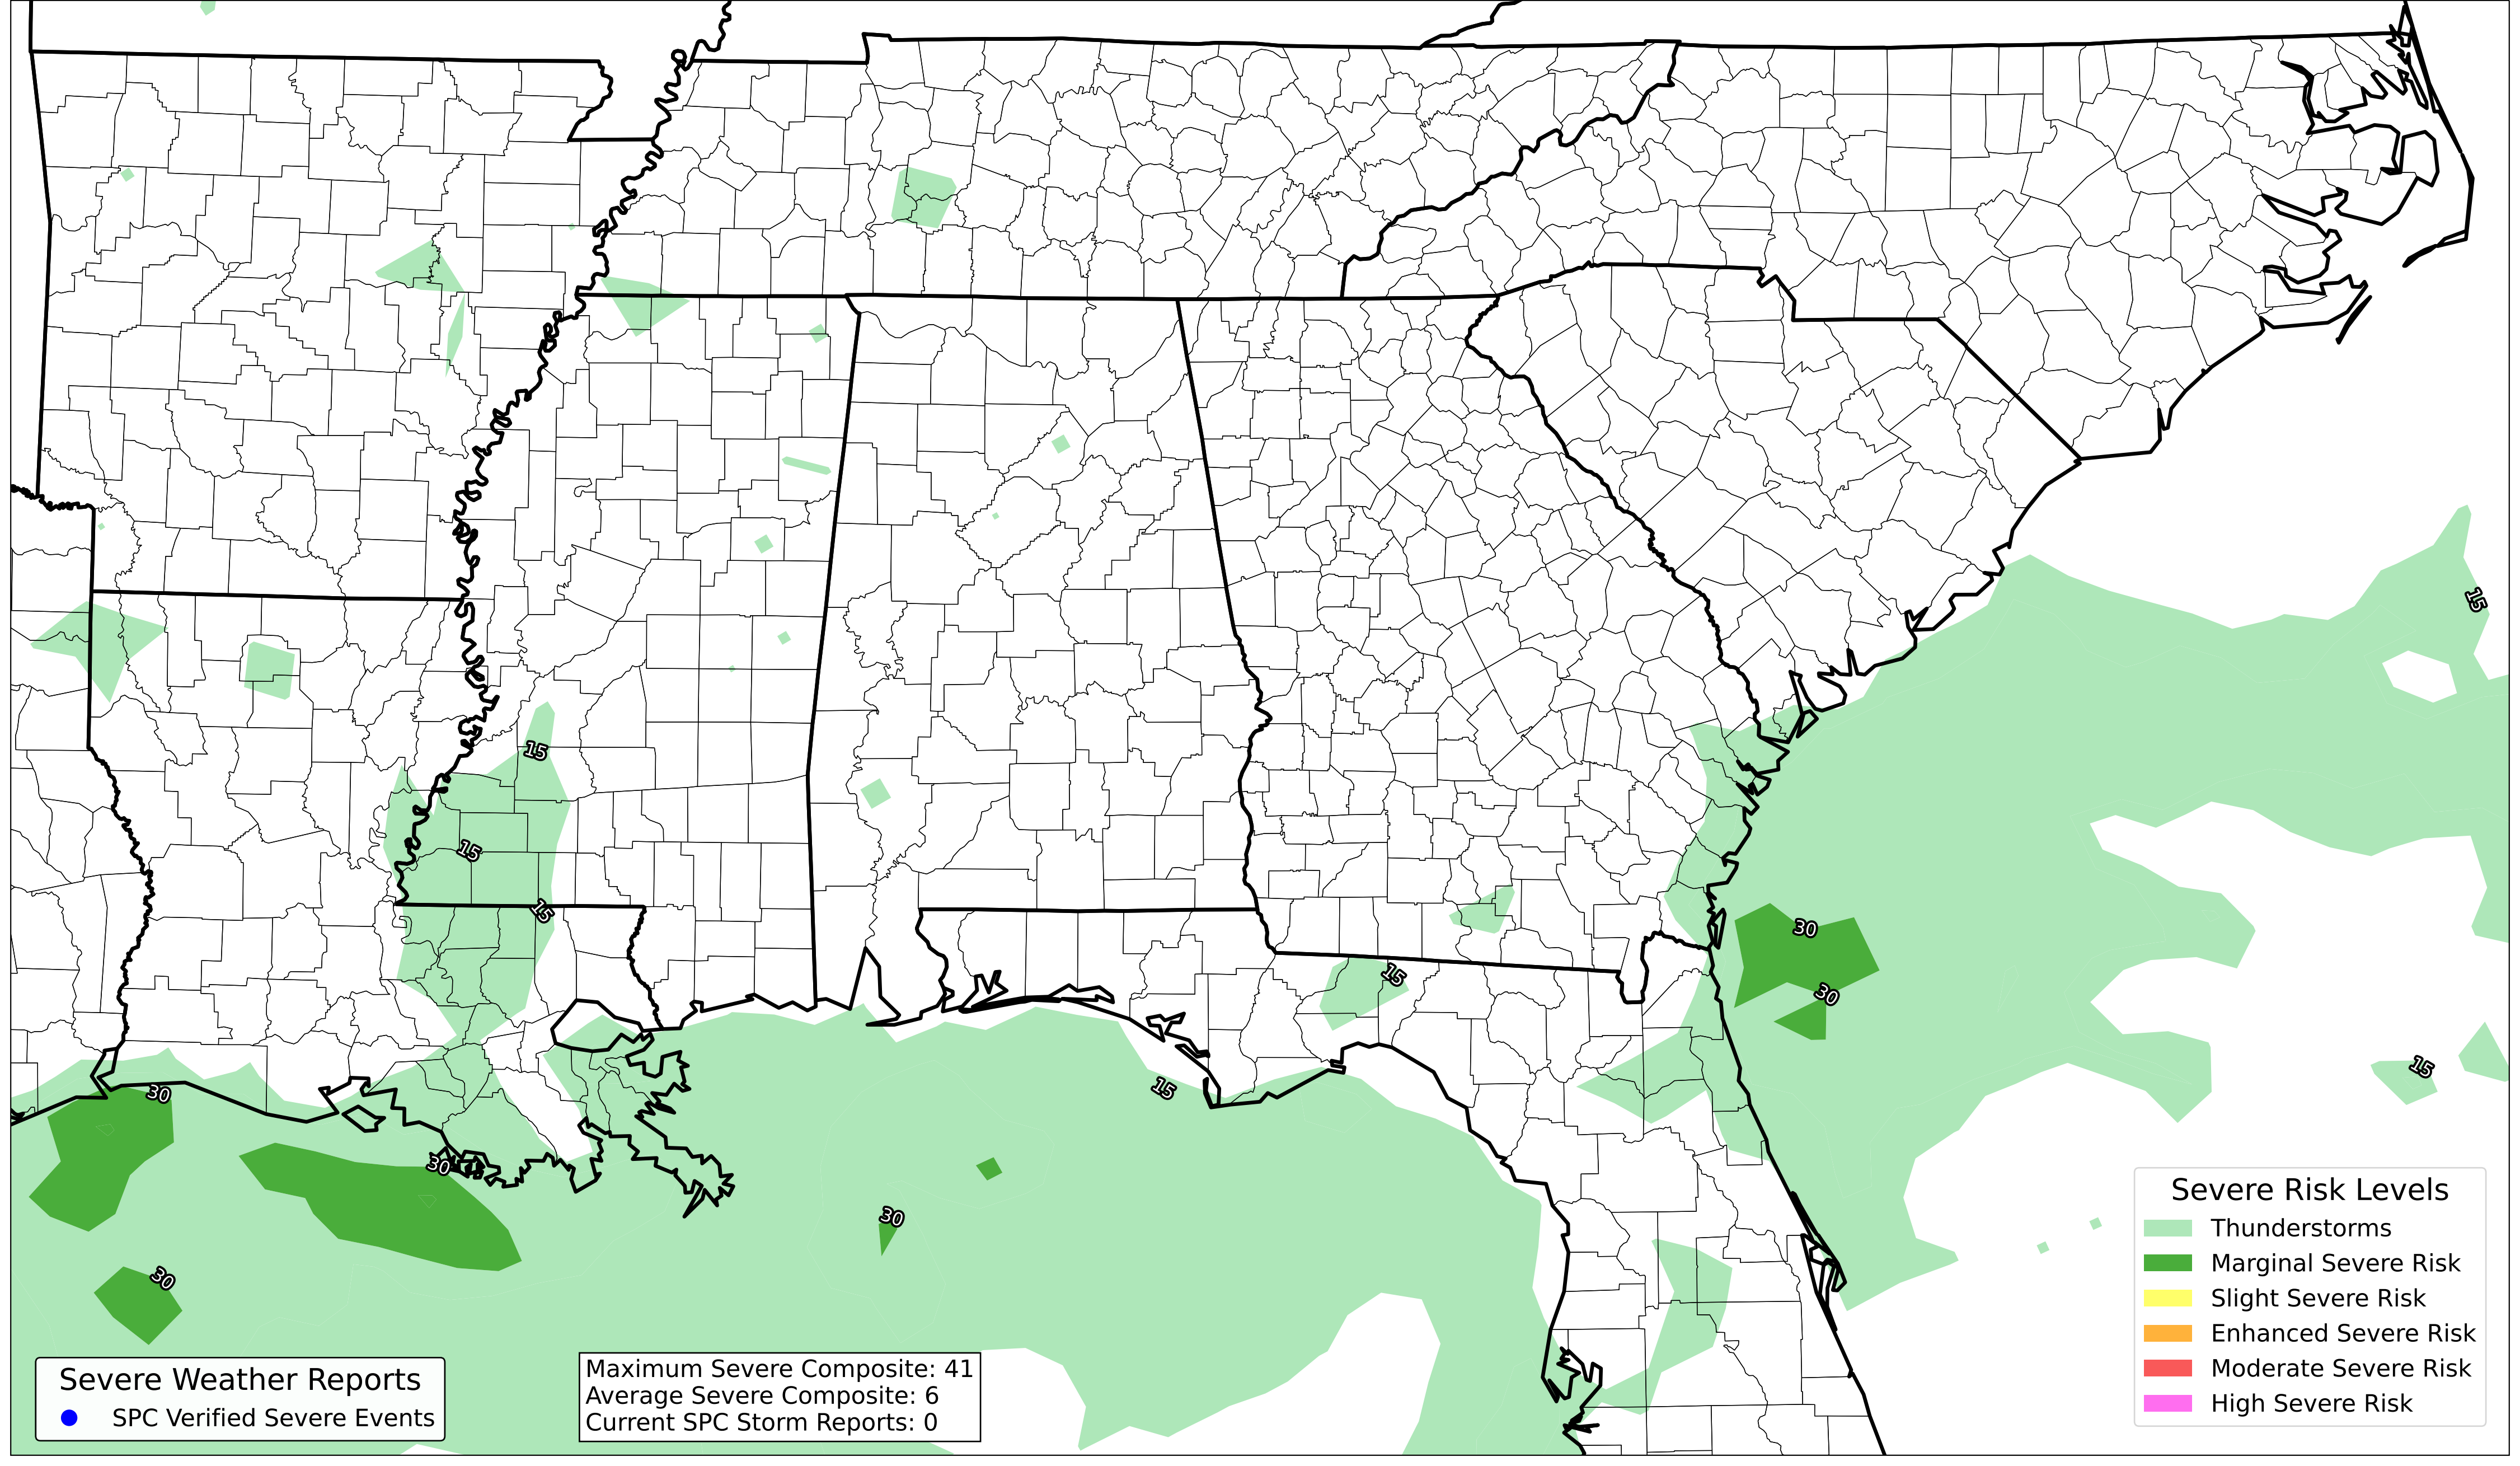 15
15
15
15
15
30
30
15
15
30
30
30
30
Severe Risk Levels
Thunderstorms
Marginal Severe Risk
Slight Severe Risk
Enhanced Severe Risk
Moderate Severe Risk
High Severe Risk
Severe Weather Reports
SPC Verified Severe Events
Maximum Severe Composite: 41
Average Severe Composite: 6
Current SPC Storm Reports: 0